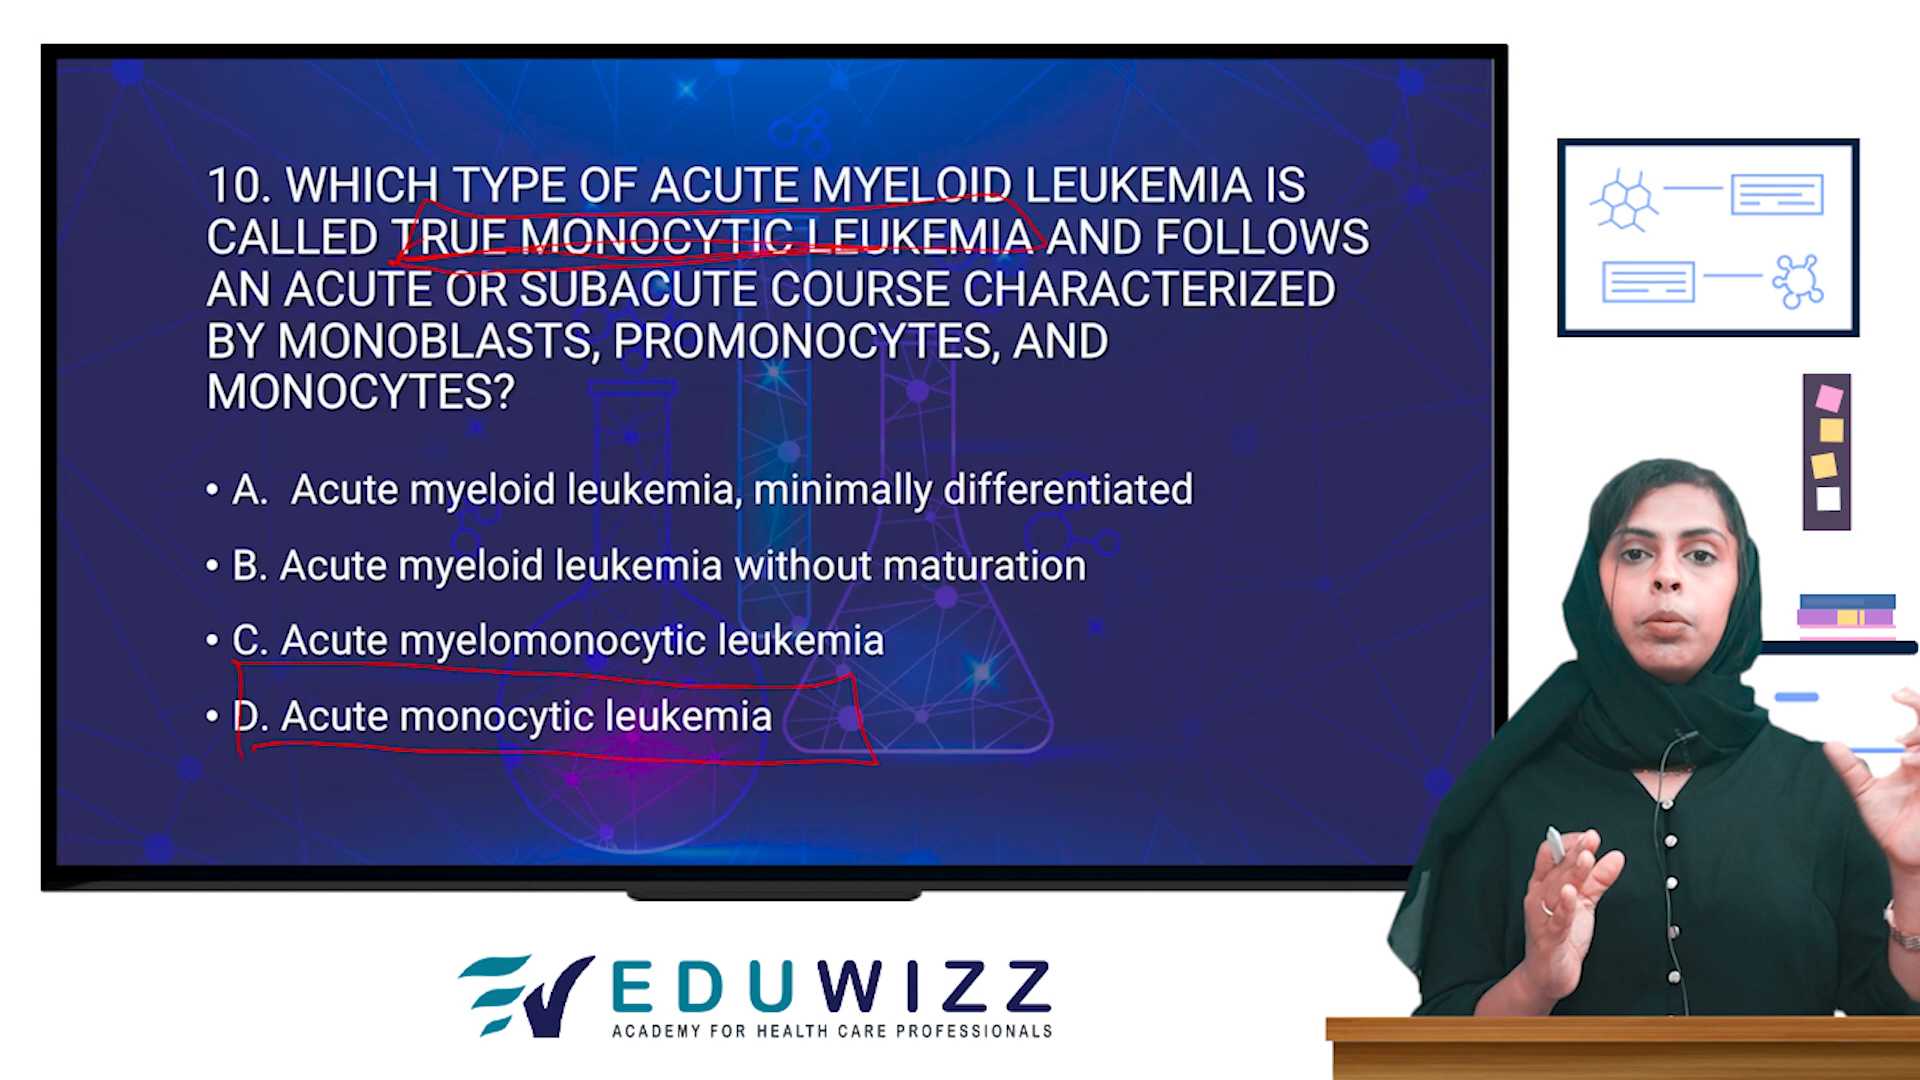 10. WHICH TYPE OF ACUTE MYELOID LEUKEMIA IS
CALLED TRUE MONOCYTIC LEUKEMIA AND FOLLOWS
AN ACUTE OR SUBACUTE COURSE CHARACTERIZED
BY MONOBLASTS, PROMONOCYTES, AND
MONOCYTES?
• A. Acute myeloid leukemia, minimally differentiated
• B. Acute myeloid leukemia without maturation
• C. Acute myelomonocytic leukemia
• D. Acute monocytic leukemia
EDUWIZZ
ACADEMY FOR HEALTH CARE PROFESSIONALS